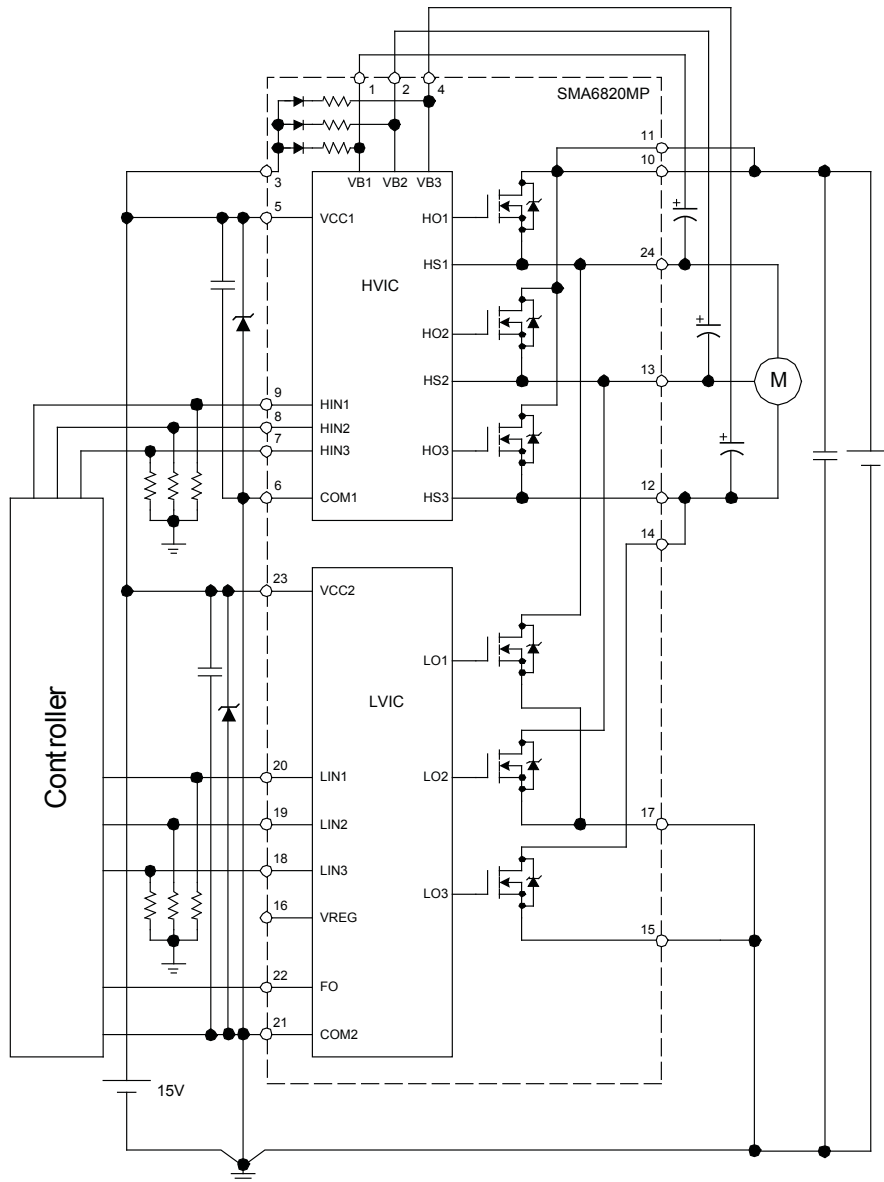 1 2 4
SMA6820MP
11
10
3
VB1 VB2 VB3
5
VCC1
HO1
+
24
HS1
HVIC
HO2
+
13
HS2
M
9
HIN1
8
HIN2
7
HIN3
HO3
+
6
COM1
12
HS3
14
23
VCC2
LO1
LVIC
Controller
20
LIN1
LO2
19
LIN2
17
18
LIN3
LO3
16
VREG
15
22
FO
21
COM2
15V